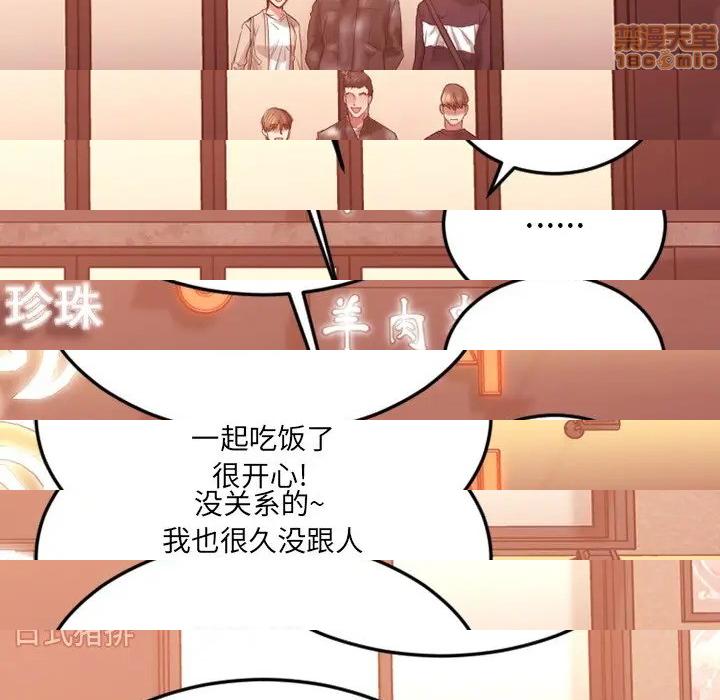 禁漫天堂
18COMIC
......
珍珠
羊肉
一起吃饭了
很开心!
没关系的~
我也很久没跟人
日式猪排